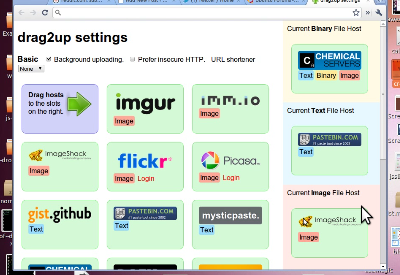 drag2up settings
Basic
Background uploading.
Prefer insecure HTTP.
URL shortener
None
Drag hosts
to the slots
on the right.
imgur
Image
imm.io
Image
ImageShack
Image
flickr
Image Login
Picasa
Image Login
gist.github
Text
PASTEBIN.COM
Text
mysticpaste.
Text
Current Binary File Host
CHEMICAL
SERVERS
Text Binary Image
Current Text File Host
PASTEBIN.COM
Text
Current Image File Host
ImageShack
Image